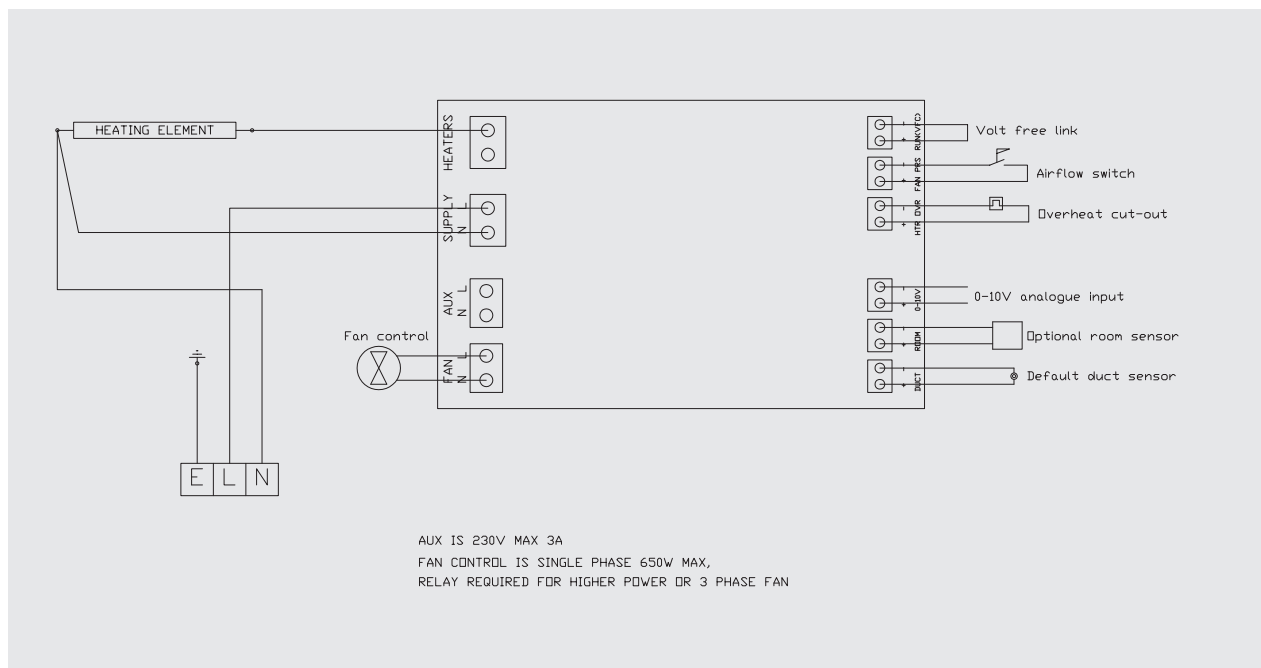 HEATING ELEMENT
HEATERS
SUPPLY
L
N
AUX
L
N
Fan control
FAN
L
N
E L N
- + RUN(VFC)
Volt free link
- + FAN PRS
Airflow switch
- + HTR OVR
Overheat cut-out
- + 0-10V
0-10V analogue input
- + ROOM
Optional room sensor
- + DUCT
Default duct sensor
AUX IS 230V MAX 3A
FAN CONTROL IS SINGLE PHASE 650W MAX,
RELAY REQUIRED FOR HIGHER POWER OR 3 PHASE FAN